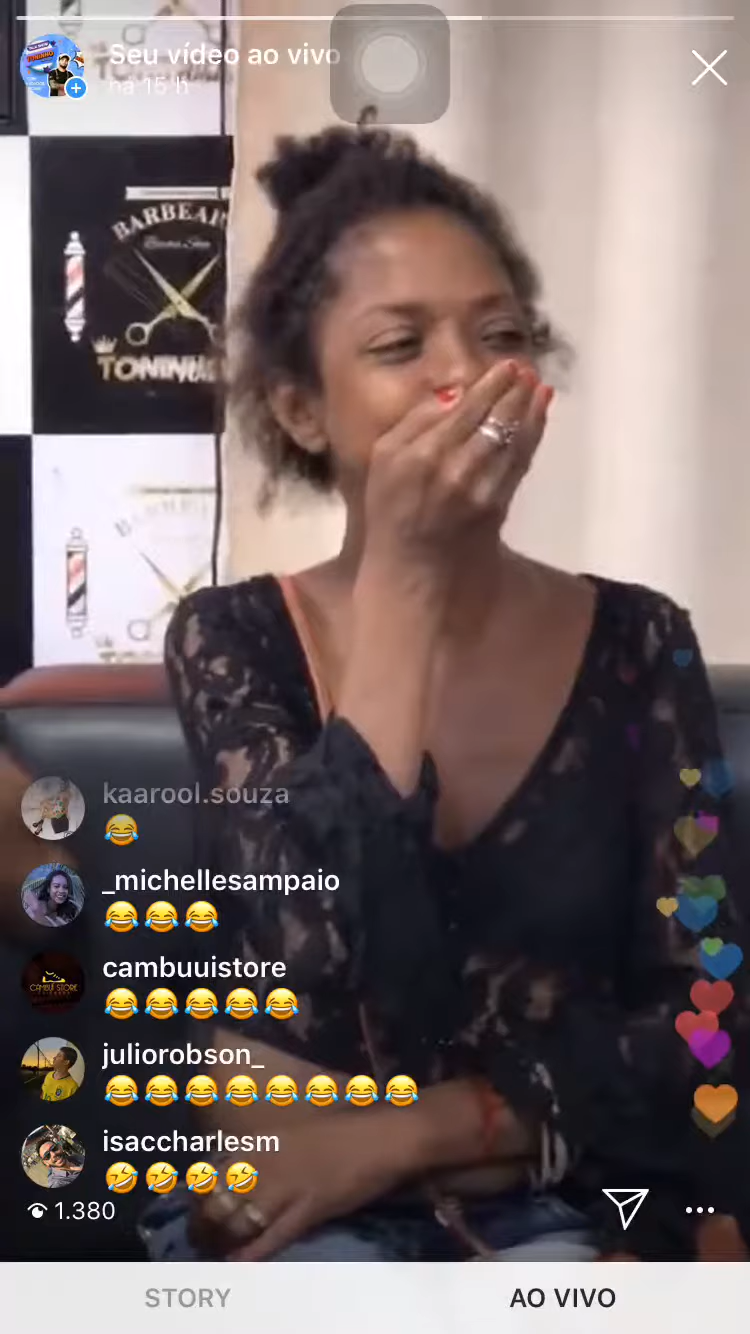 Seu vídeo ao vivo
há 15 h
BARBEAR
TONINHO
kaarool.souza
😂
_michellesampaio
😂😂😂
cambuuistore
😂😂😂😂😂
juliorobson_
😂😂😂😂😂😂😂😂
isaccharlesm
🤣🤣🤣🤣
1.380
STORY
AO VIVO